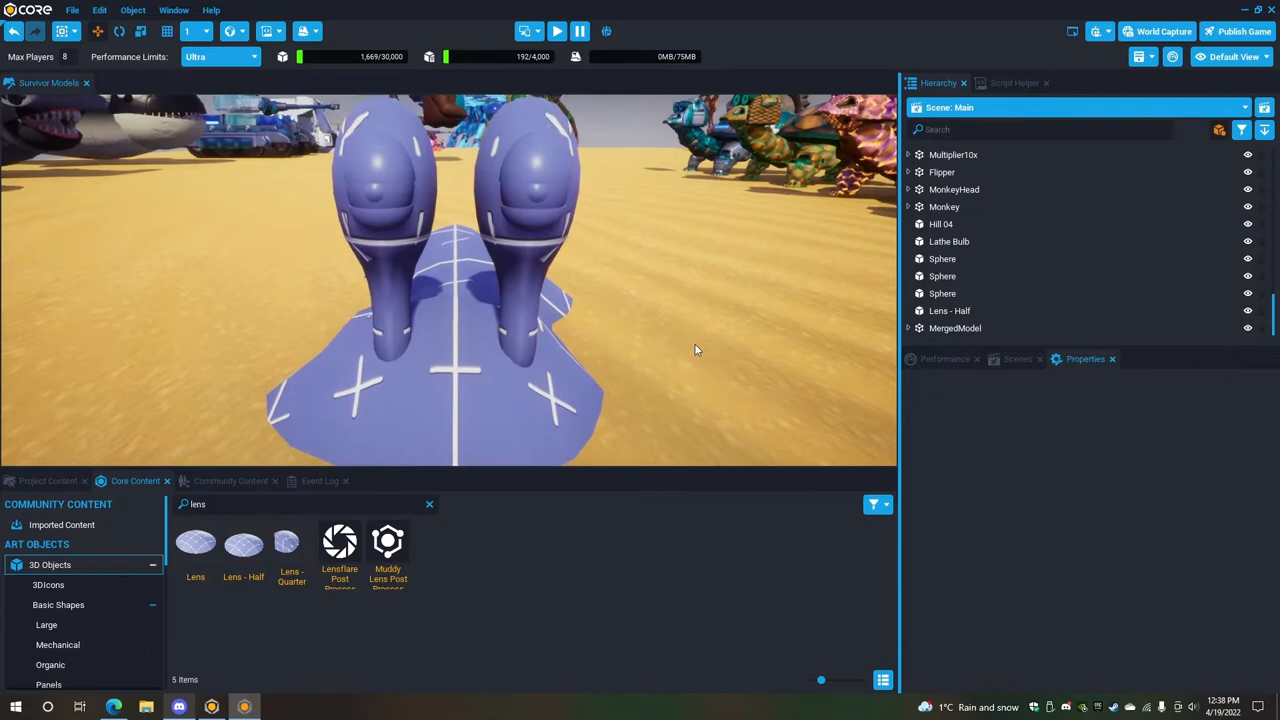 CORE File Edit Object Window Help
1 World Capture Publish Game
Max Players 8 Performance Limits: Ultra 1,669/30,000 192/4,000 0MB/75MB Default View
Survivor Models
Hierarchy Script Helper
Scene: Main
Search
Multiplier10x
Flipper
MonkeyHead
Monkey
Hill 04
Lathe Bulb
Sphere
Sphere
Sphere
Lens - Half
MergedModel
Performance Scenes Properties
Project Content Core Content Community Content Event Log
COMMUNITY CONTENT
Imported Content
ART OBJECTS
3D Objects
3DIcons
Basic Shapes
Large
Mechanical
Organic
Panels
lens
Lens
Lens - Half
Lens -
Quarter
Lensflare
Post
Process
Muddy
Lens Post
Process
5 Items
1°C Rain and snow
12:38 PM
4/19/2022